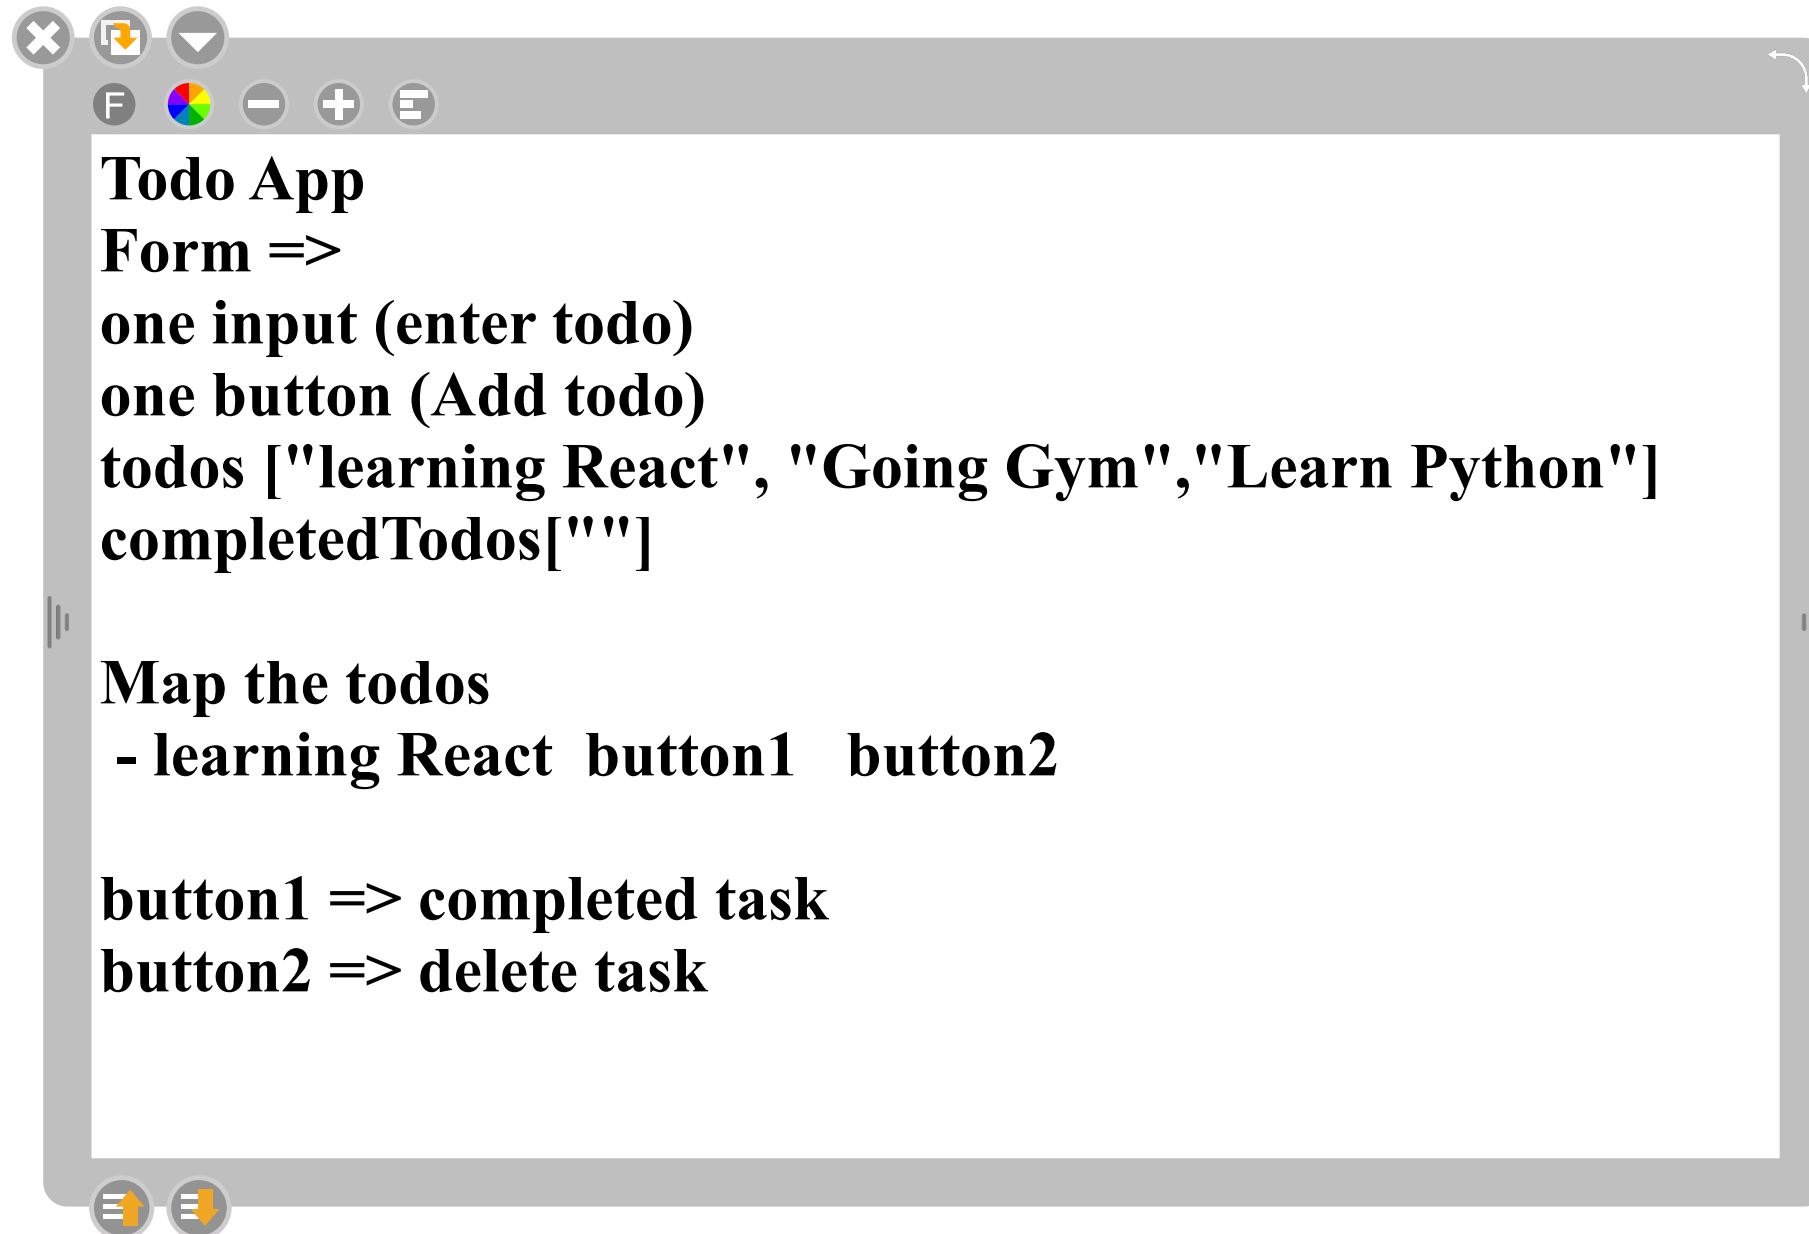 F
Todo App
Form =>
one input (enter todo)
one button (Add todo)
todos ["learning React", "Going Gym","Learn Python"]
completedTodos[""]
Map the todos
- learning React button1 button2
button1 => completed task
button2 => delete task